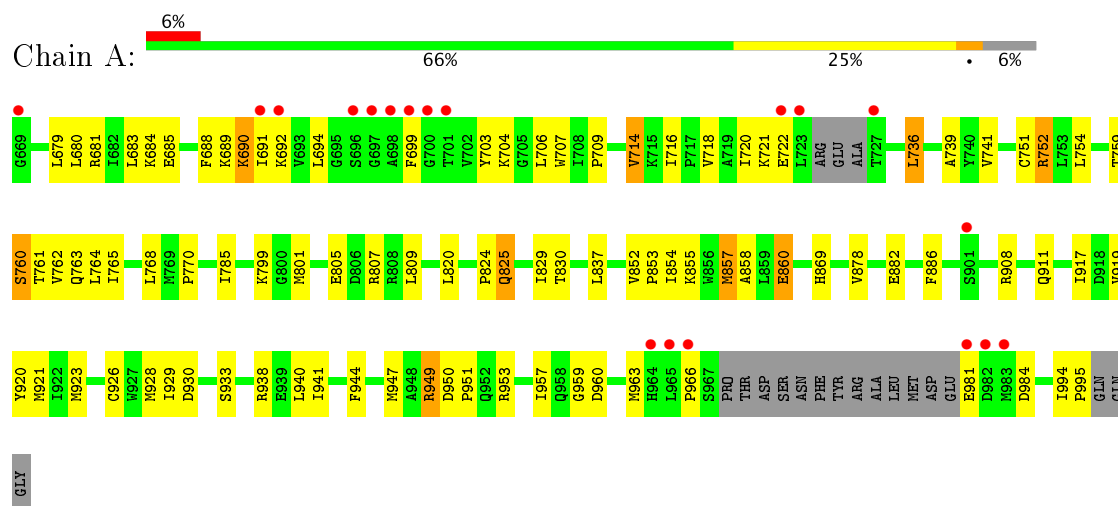 6%
Chain A:
66% 25% • 6%
G669 L679 L680 R681 I682 L683 K684 E685 F688 K689 K690 I691 K692 V693 L694 G695 S696 G697 A698 F699 G700 T701 V702 Y703 K704 G705 L706 W707 I708 P709 V714 K715 I716 P717 V718 A719 I720 K721 E722 L723 ARG GLU ALA T727 L736 A739 V740 V741 C751 R752 L753 L754 T759
S760 T761 V762 Q763 L764 I765 L768 M769 P770 I785 K799 G800 M801 E805 D806 R807 R808 L809 L820 P824 Q825 I829 T830 L837 V852 P853 I854 K855 W856 M857 A858 L859 E860 H869 V878 E882 F886 S901 R908 Q911 I917 D918 V919
Y920 M921 I922 M923 C926 W927 M928 I929 D930 S933 R938 E939 L940 I941 F944 M947 A948 R949 D950 P951 Q952 R953 I957 Q958 G959 D960 M963 H964 L965 P966 S967 PRO THR ASP SER ASN PHE TYR ARG ALA LEU MET ASP GLU E981 D982 M983 D984 I994 P995 GLN
GLY